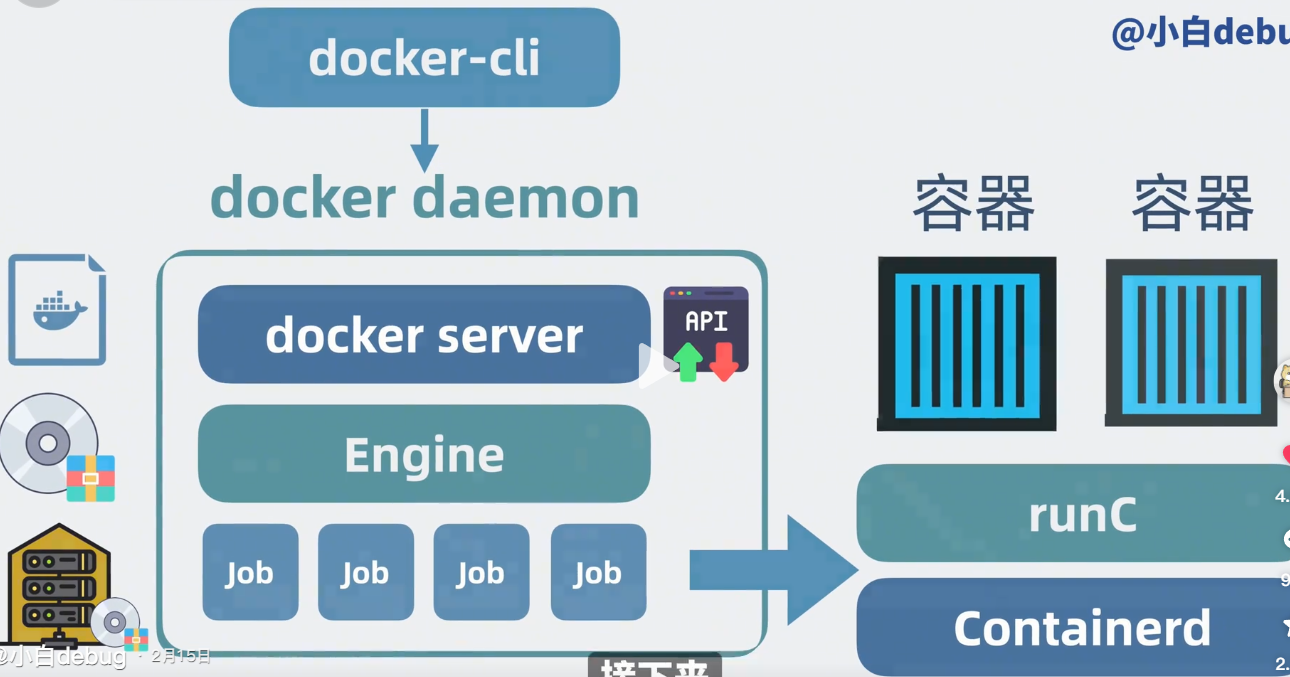 docker-cli
@小白debu
docker daemon
容器
容器
docker server
API
Engine
Job
Job
Job
Job
runC
Containerd
4.
9
2.
@小白debug · 2月15日
接下来